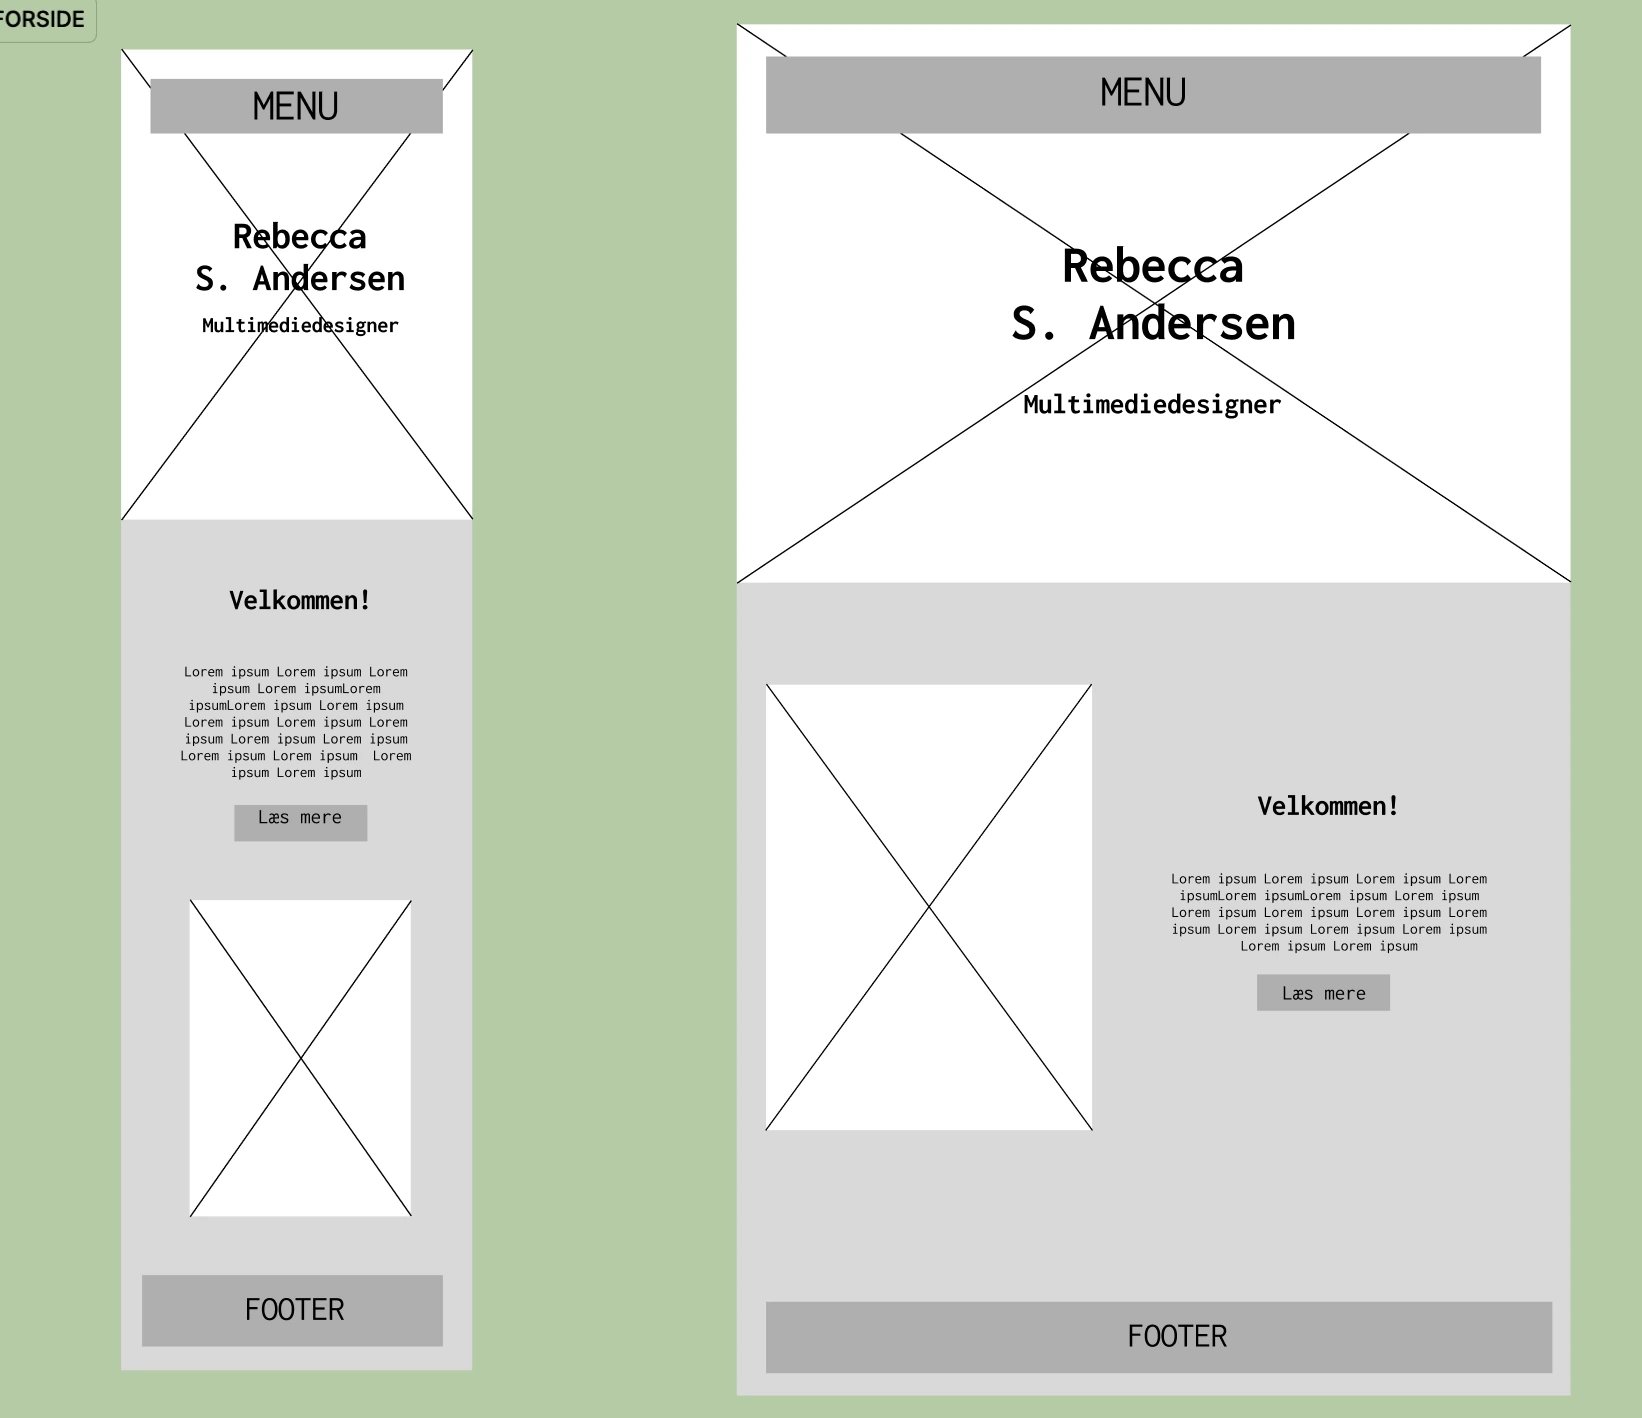 FORSIDE
MENU
Rebecca
S. Andersen
Multimediedesigner
Velkommen!
Lorem ipsum Lorem ipsum Lorem
ipsum Lorem ipsumLorem
ipsumLorem ipsum Lorem ipsum
Lorem ipsum Lorem ipsum Lorem
ipsum Lorem ipsum Lorem ipsum
Lorem ipsum Lorem ipsum  Lorem
ipsum Lorem ipsum
Læs mere
FOOTER
MENU
Rebecca
S. Andersen
Multimediedesigner
Velkommen!
Lorem ipsum Lorem ipsum Lorem ipsum Lorem
ipsumLorem ipsumLorem ipsum Lorem ipsum
Lorem ipsum Lorem ipsum Lorem ipsum Lorem
ipsum Lorem ipsum Lorem ipsum Lorem ipsum
Lorem ipsum Lorem ipsum
Læs mere
FOOTER